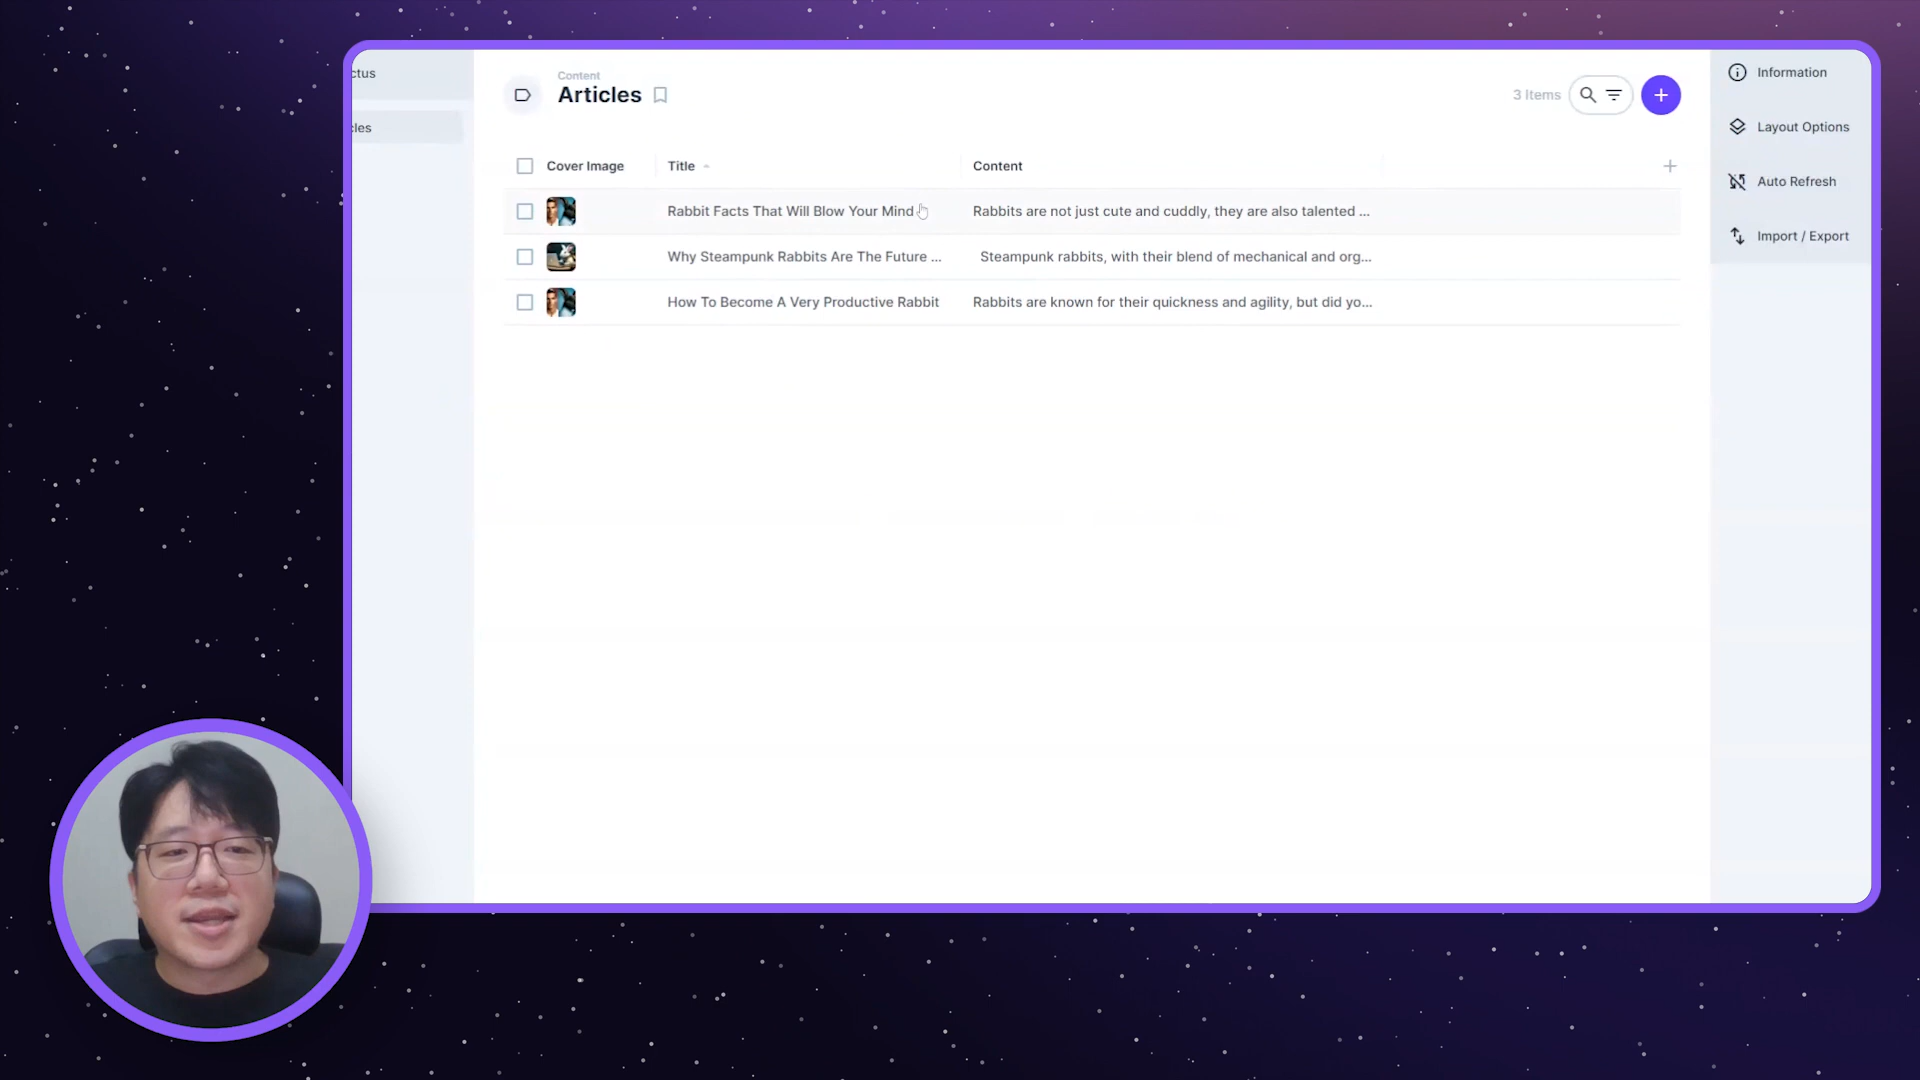 ctus
cles
Content
Articles
3 Items
Cover Image
Title
Content
Rabbit Facts That Will Blow Your Mind
Rabbits are not just cute and cuddly, they are also talented ...
Why Steampunk Rabbits Are The Future ...
Steampunk rabbits, with their blend of mechanical and org...
How To Become A Very Productive Rabbit
Rabbits are known for their quickness and agility, but did yo...
Information
Layout Options
Auto Refresh
Import / Export